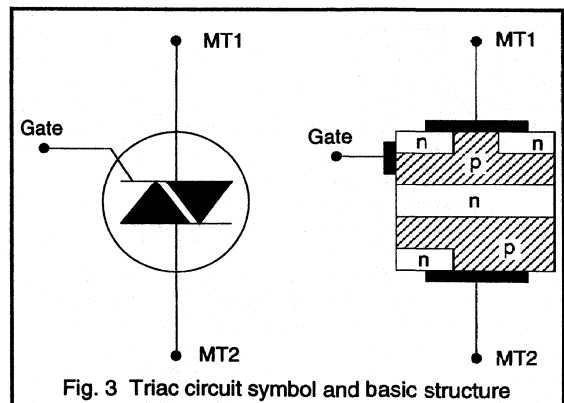 MT1
MT1
Gate
Gate
n
n
p
n
p
n
MT2
MT2
Fig. 3 Triac circuit symbol and basic structure